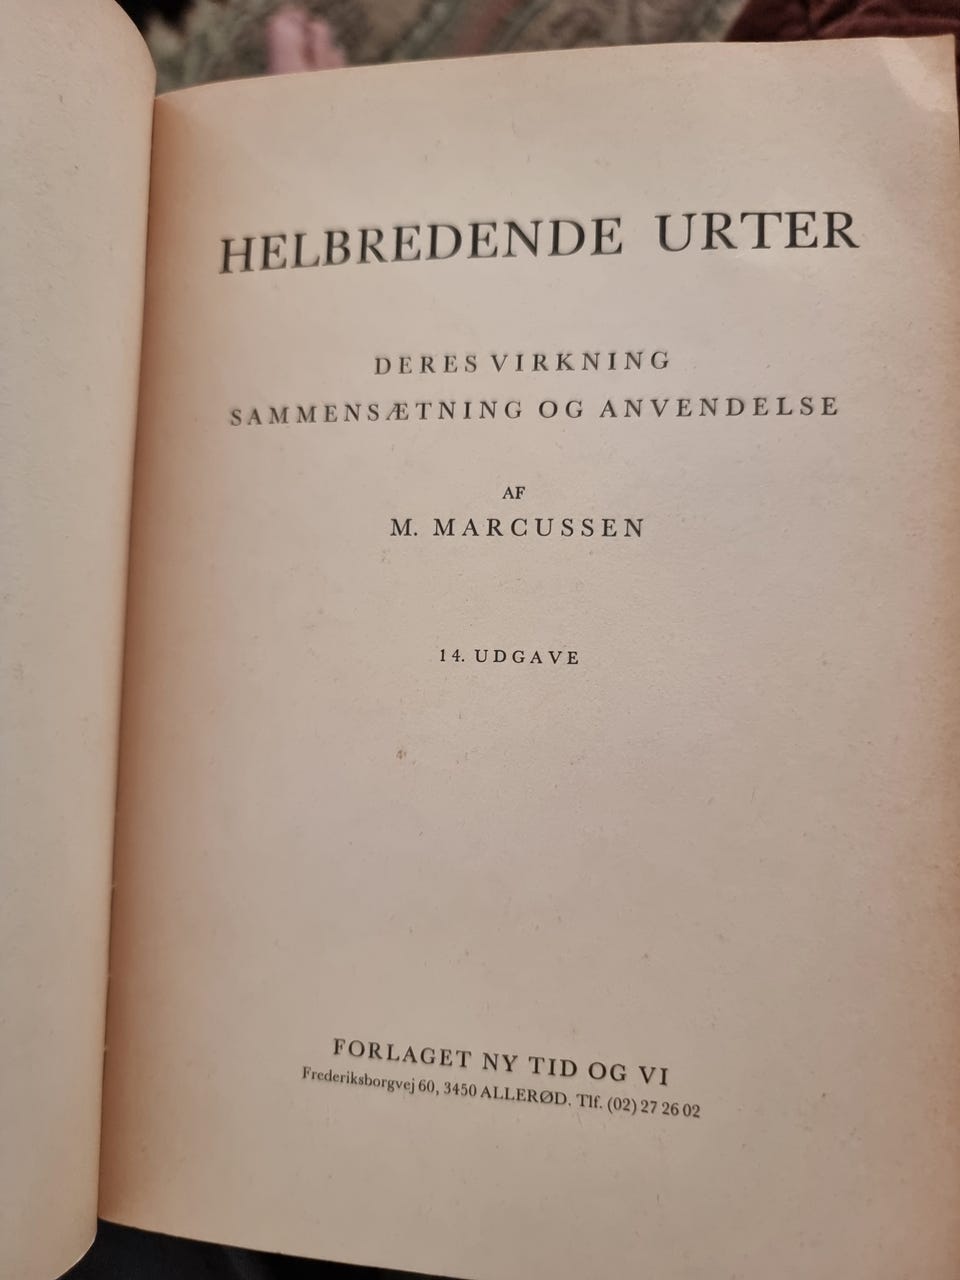 HELBREDENDE URTER
DERES VIRKNING
SAMMENSÆTNING OG ANVENDELSE
AF
M. MARCUSSEN
14. UDGAVE
FORLAGET NY TID OG VI
Frederiksborgvej 60, 3450 ALLERØD. Tlf. (02) 27 26 02